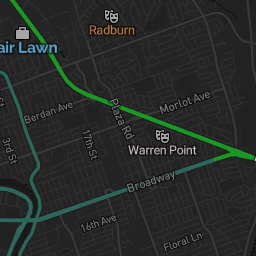 Radburn
air Lawn
Berdan Ave
Plaza Rd
Morlot Ave
3rd St
17th St
Warren Point
Broadway
16th Ave
Floral Ln